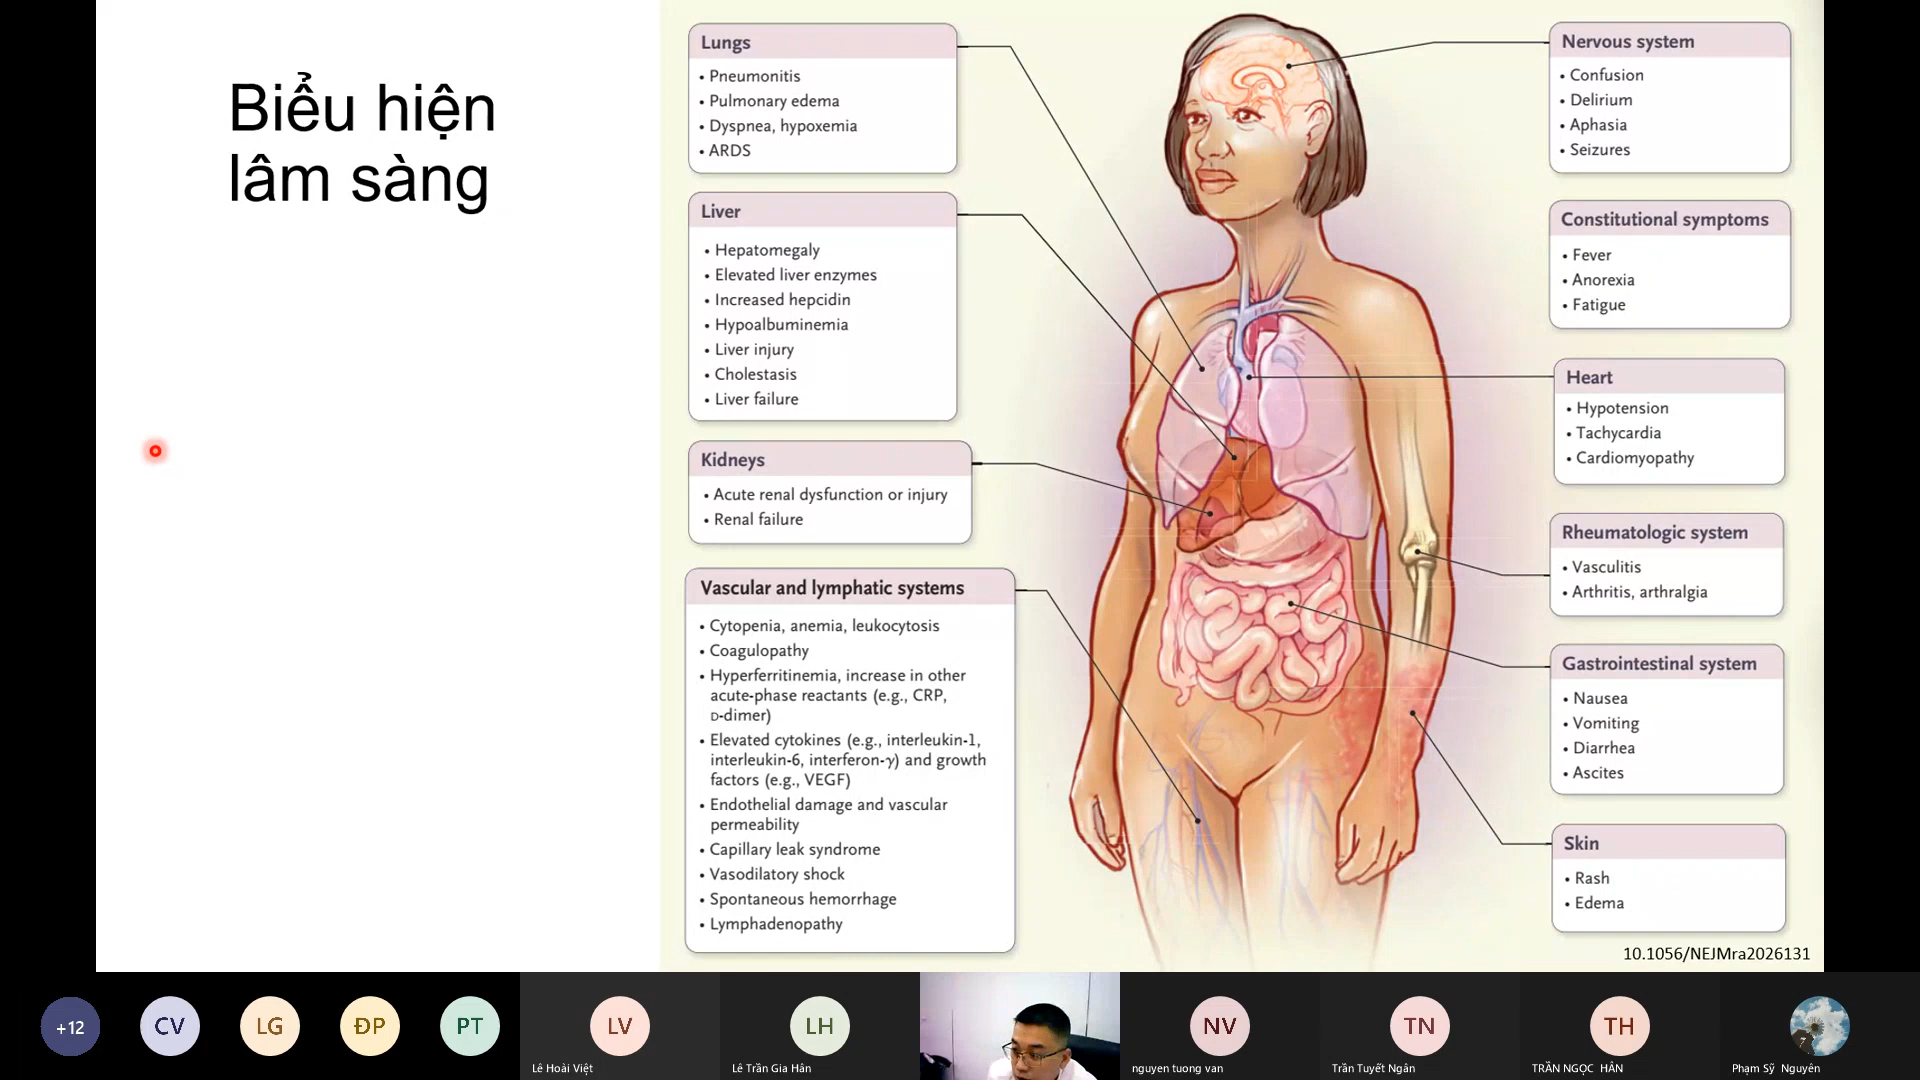 Biểu hiện
lâm sàng
Lungs
• Pneumonitis
• Pulmonary edema
• Dyspnea, hypoxemia
• ARDS
Liver
• Hepatomegaly
• Elevated liver enzymes
• Increased hepcidin
• Hypoalbuminemia
• Liver injury
• Cholestasis
• Liver failure
Kidneys
• Acute renal dysfunction or injury
• Renal failure
Vascular and lymphatic systems
• Cytopenia, anemia, leukocytosis
• Coagulopathy
• Hyperferritinemia, increase in other
acute-phase reactants (e.g., CRP,
D-dimer)
• Elevated cytokines (e.g., interleukin-1,
interleukin-6, interferon-γ) and growth
factors (e.g., VEGF)
• Endothelial damage and vascular
permeability
• Capillary leak syndrome
• Vasodilatory shock
• Spontaneous hemorrhage
• Lymphadenopathy
Nervous system
• Confusion
• Delirium
• Aphasia
• Seizures
Constitutional symptoms
• Fever
• Anorexia
• Fatigue
Heart
• Hypotension
• Tachycardia
• Cardiomyopathy
Rheumatologic system
• Vasculitis
• Arthritis, arthralgia
Gastrointestinal system
• Nausea
• Vomiting
• Diarrhea
• Ascites
Skin
• Rash
• Edema
10.1056/NEJMra2026131
+12
CV
LG
ĐP
PT
LV
Lê Hoài Việt
LH
Lê Trần Gia Hân
NV
nguyen tuong van
TN
Trần Tuyết Ngân
TH
TRẦN NGỌC HÂN
Phạm Sỹ Nguyên